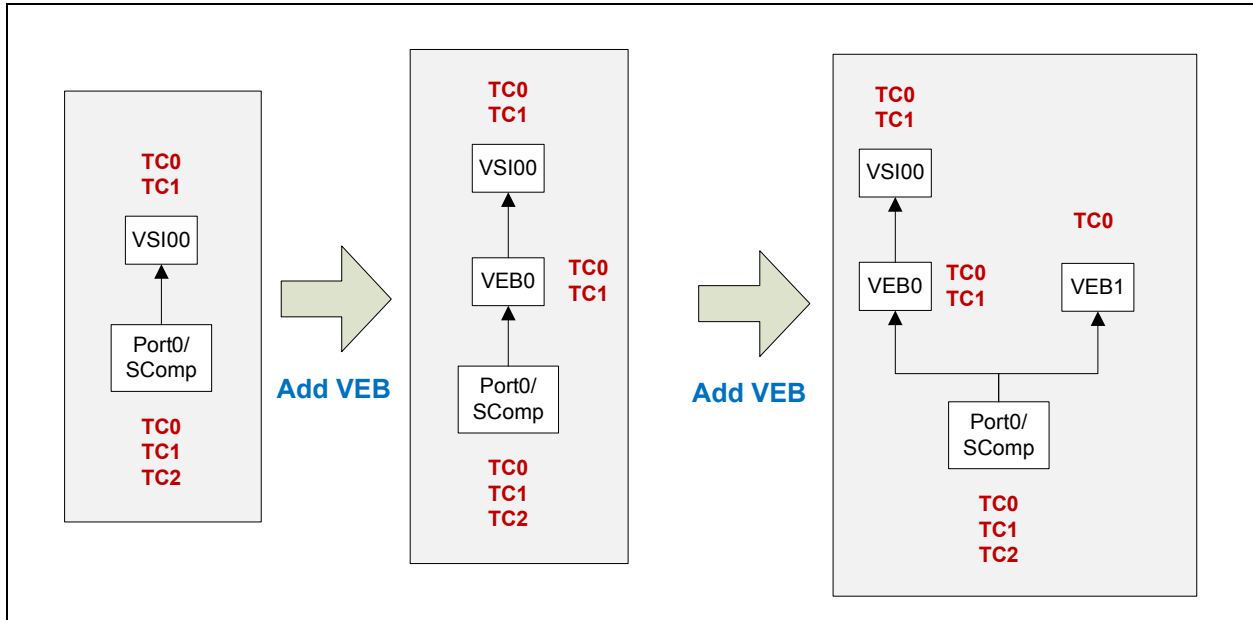 TC0
TC1
VSI00
Port0/
SComp
TC0
TC1
TC2
Add VEB
TC0
TC1
VSI00
VEB0
TC0
TC1
Port0/
SComp
TC0
TC1
TC2
Add VEB
TC0
TC1
VSI00
TC0
VEB0
TC0
TC1
VEB1
Port0/
SComp
TC0
TC1
TC2